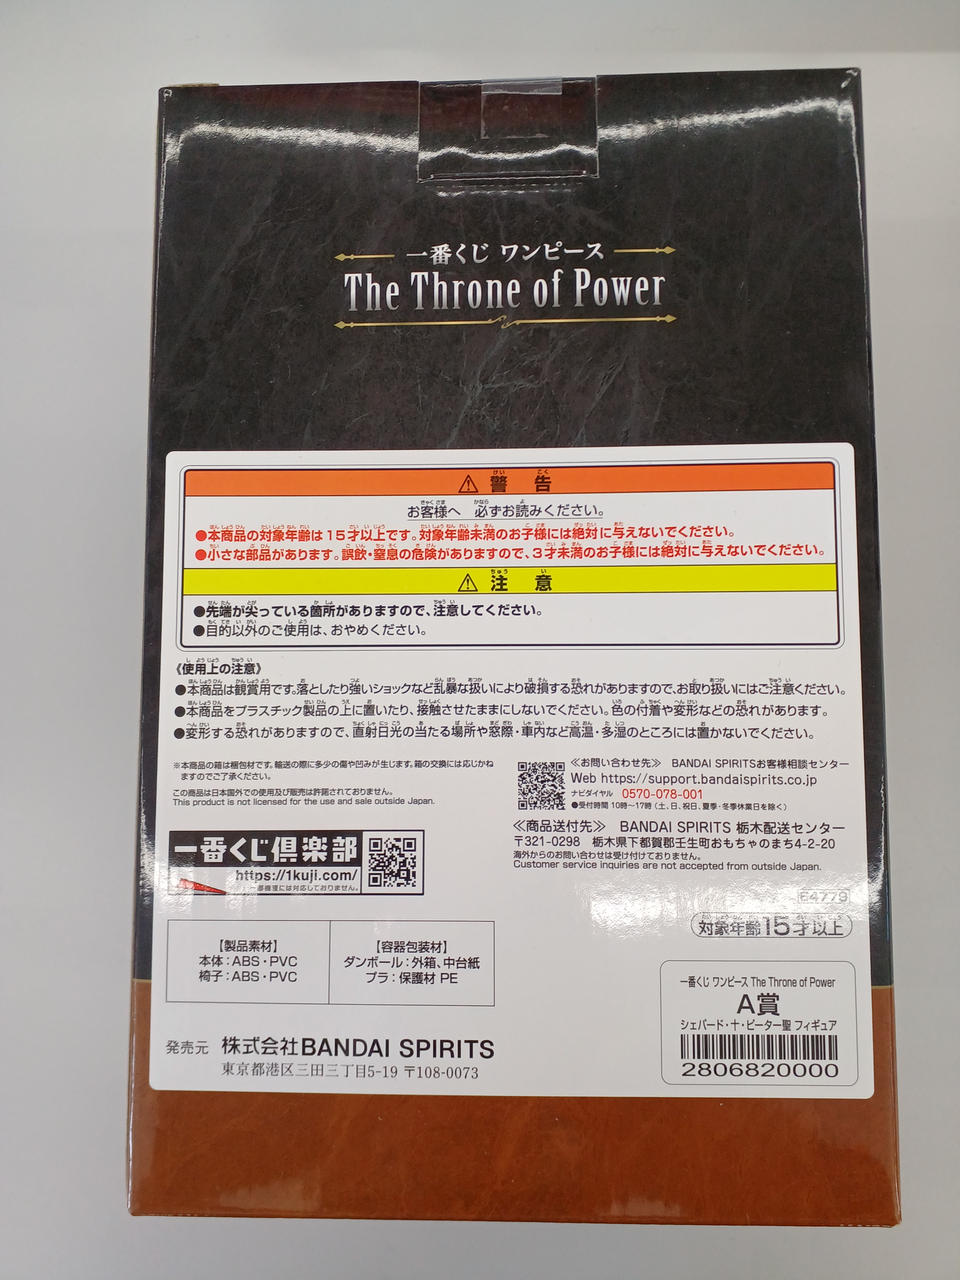 一番くじ ワンピース
The Throne of Power
⚠ 警告
お客様へ 必ずお読みください。
●本商品の対象年齢は15才以上です。対象年齢未満のお子様には絶対に与えないでください。
●小さな部品があります。誤飲・窒息の危険がありますので、3才未満のお子様には絶対に与えないでください。
⚠ 注意
●先端が尖っている箇所がありますので、注意してください。
●目的以外のご使用は、おやめください。
《使用上の注意》
●本商品は観賞用です。落としたり強いショックなど乱暴な扱いにより破損する恐れがありますので、お取り扱いにはご注意ください。
●本商品をプラスチック製品の上に置いたり、接触させたままにしないでください。色の付着や変形などの恐れがあります。
●変形する恐れがありますので、直射日光の当たる場所や窓際・車内など高温・多湿のところには置かないでください。
※本商品の箱は梱包材です。輸送の際に多少の傷や凹みが生じます。箱の交換には応じかね
ますのでご了承ください。
この商品は日本国外での使用及び販売は許諾されておりません。
This product is not licensed for the use and sale outside Japan.
≪お問い合わせ先≫ BANDAI SPIRITSお客様相談センター
Web https://support.bandaispirits.co.jp
ナビダイヤル 0570-078-001
●受付時間 10時~17時(土、日、祝日、夏季・冬季休業日を除く)
≪商品送付先≫ BANDAI SPIRITS 栃木配送センター
〒321-0298 栃木県下都賀郡壬生町おもちゃのまち4-2-20
海外からのお問い合わせは受け付けておりません。
Customer service inquiries are not accepted from outside Japan.
一番くじ倶楽部
https://1kuji.com/
一部機種には対応しておりません。
64779
対象年齢15才以上
【製品素材】
本体:ABS・PVC
椅子:ABS・PVC
【容器包装材】
ダンボール:外箱、中台紙
プラ:保護材 PE
発売元 株式会社BANDAI SPIRITS
東京都港区三田三丁目5-19 〒108-0073
一番くじ ワンピース The Throne of Power
A賞
シェパード・十・ピーター聖 フィギュア
2806820000